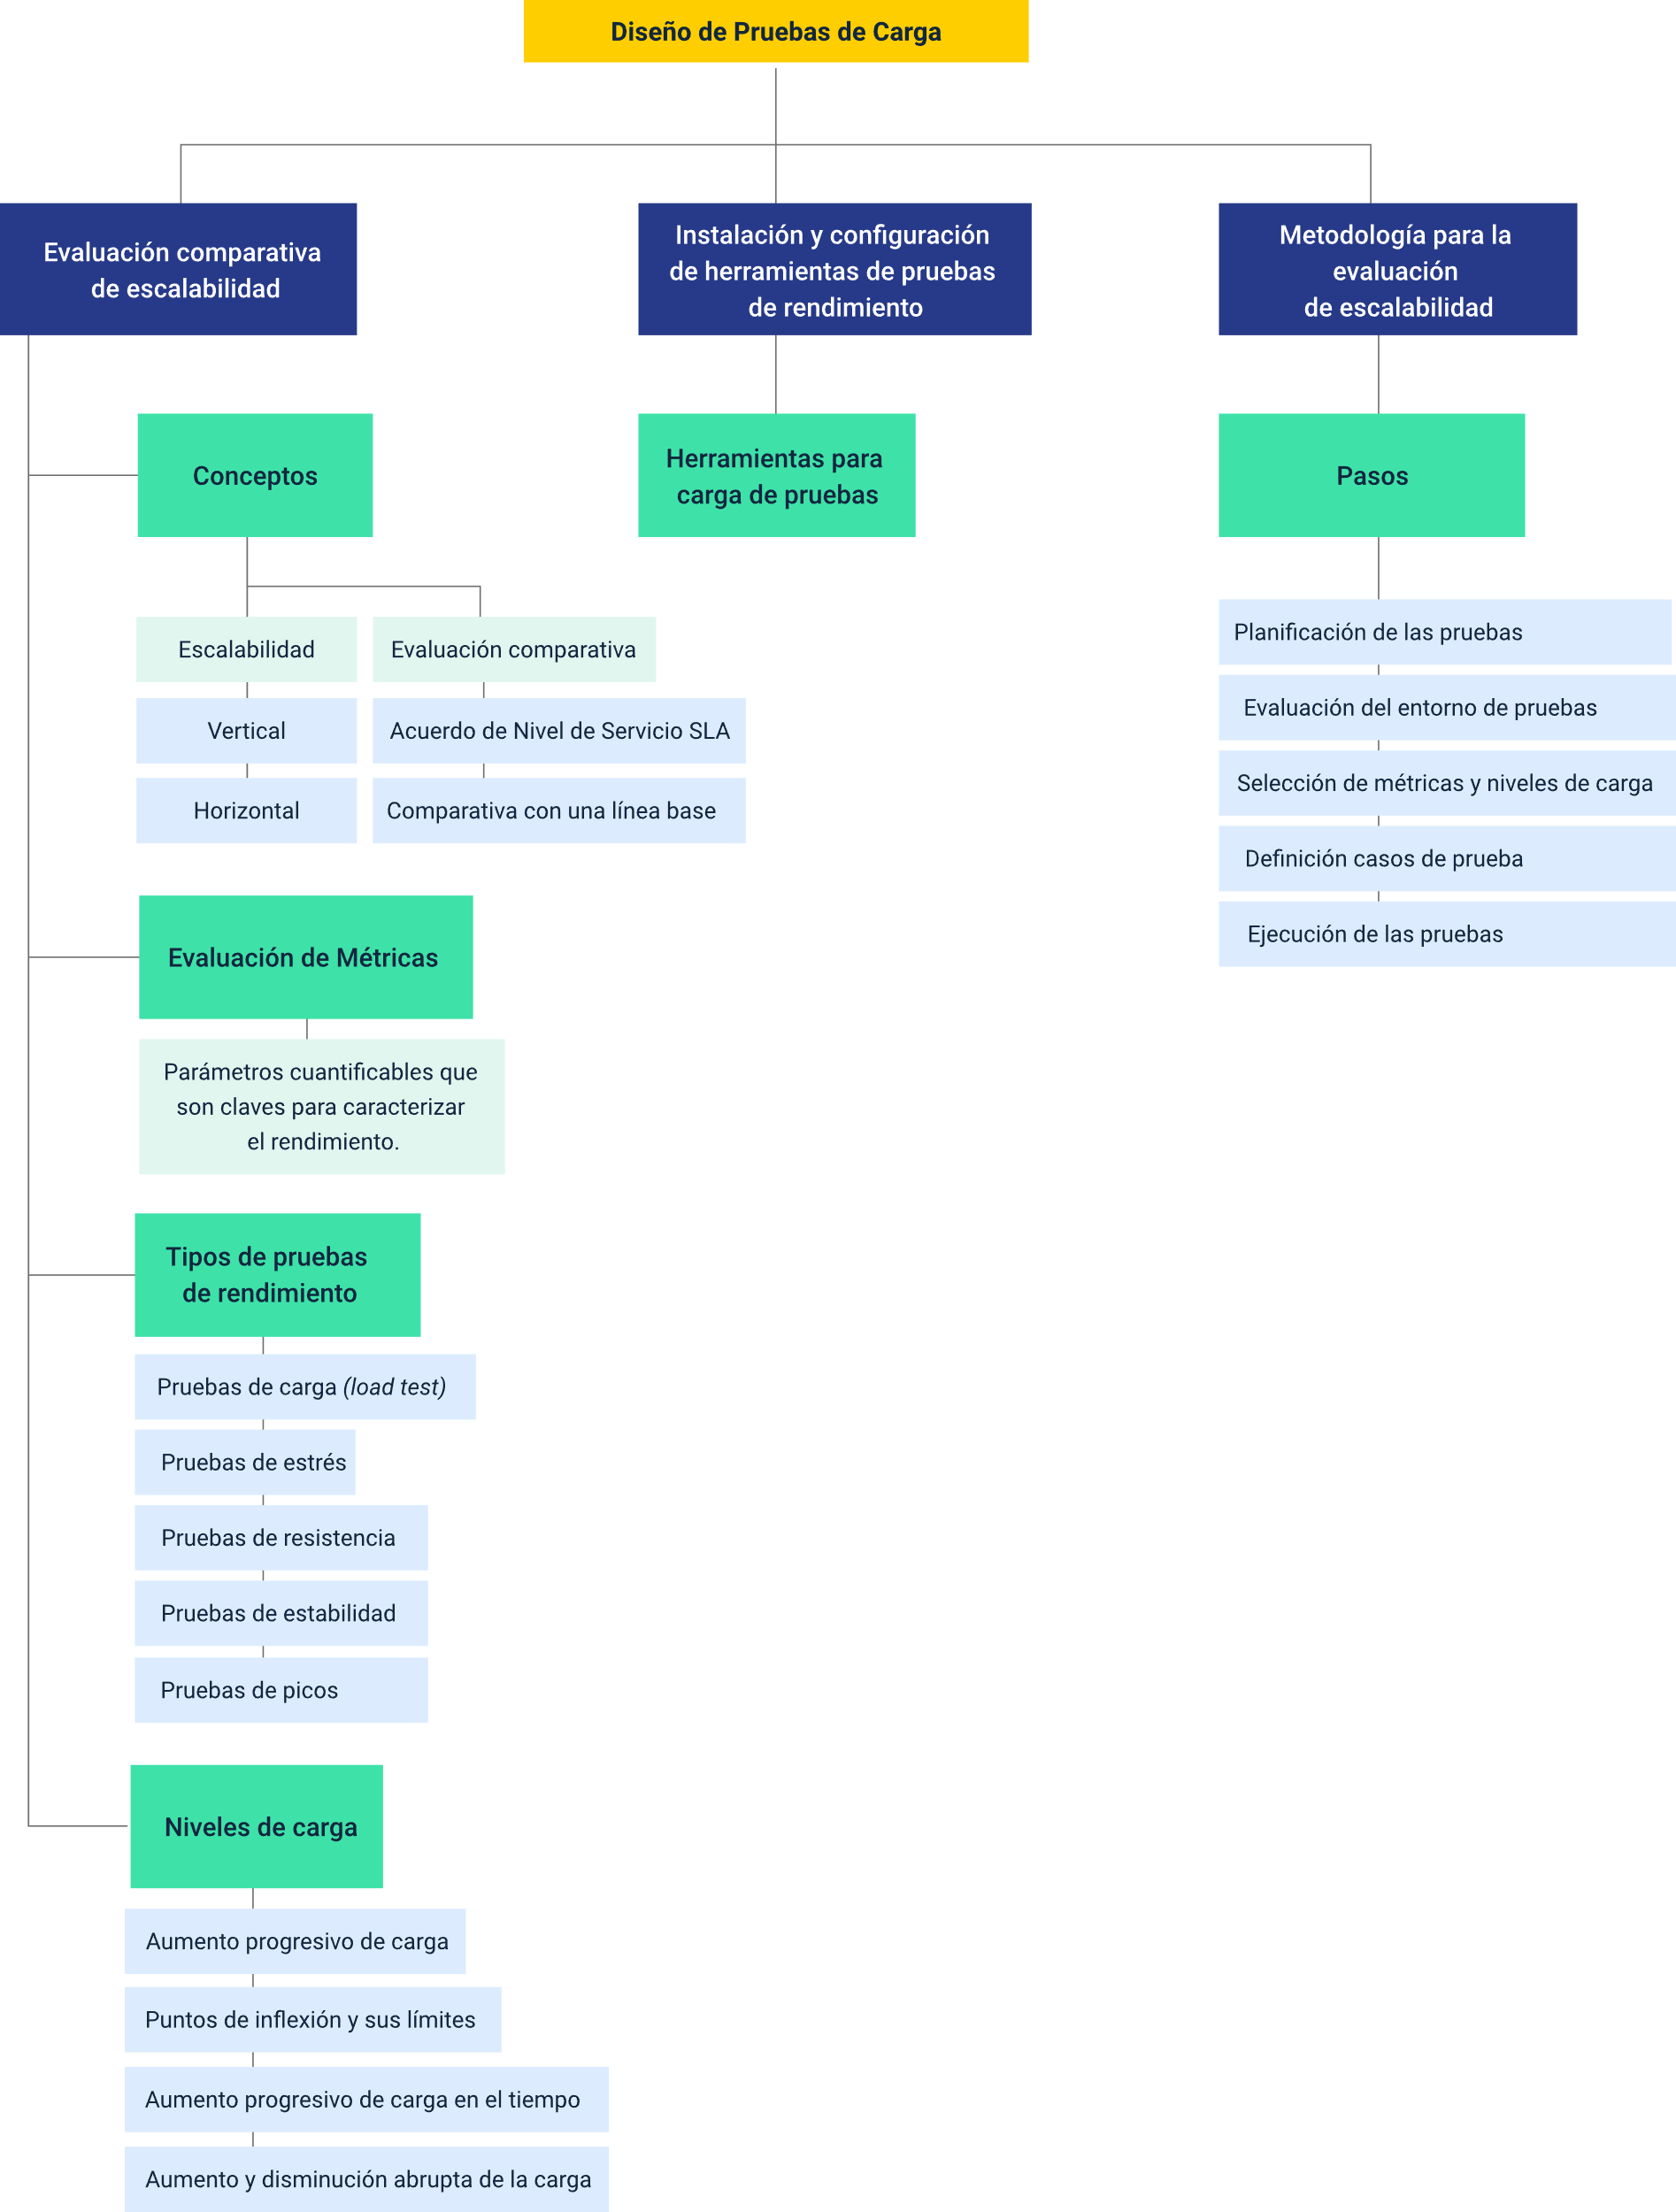 Diseño de Pruebas de Carga
Evaluación comparativa
de escalabilidad
Instalación y configuración
de herramientas de pruebas
de rendimiento
Metodología para la
evaluación
de escalabilidad
Conceptos
Herramientas para
carga de pruebas
Pasos
Escalabilidad
Vertical
Horizontal
Evaluación comparativa
Acuerdo de Nivel de Servicio SLA
Comparativa con una línea base
Planificación de las pruebas
Evaluación del entorno de pruebas
Selección de métricas y niveles de carga
Definición casos de prueba
Ejecución de las pruebas
Evaluación de Métricas
Parámetros cuantificables que
son claves para caracterizar
el rendimiento.
Tipos de pruebas
de rendimiento
Pruebas de carga (load test)
Pruebas de estrés
Pruebas de resistencia
Pruebas de estabilidad
Pruebas de picos
Niveles de carga
Aumento progresivo de carga
Puntos de inflexión y sus límites
Aumento progresivo de carga en el tiempo
Aumento y disminución abrupta de la carga